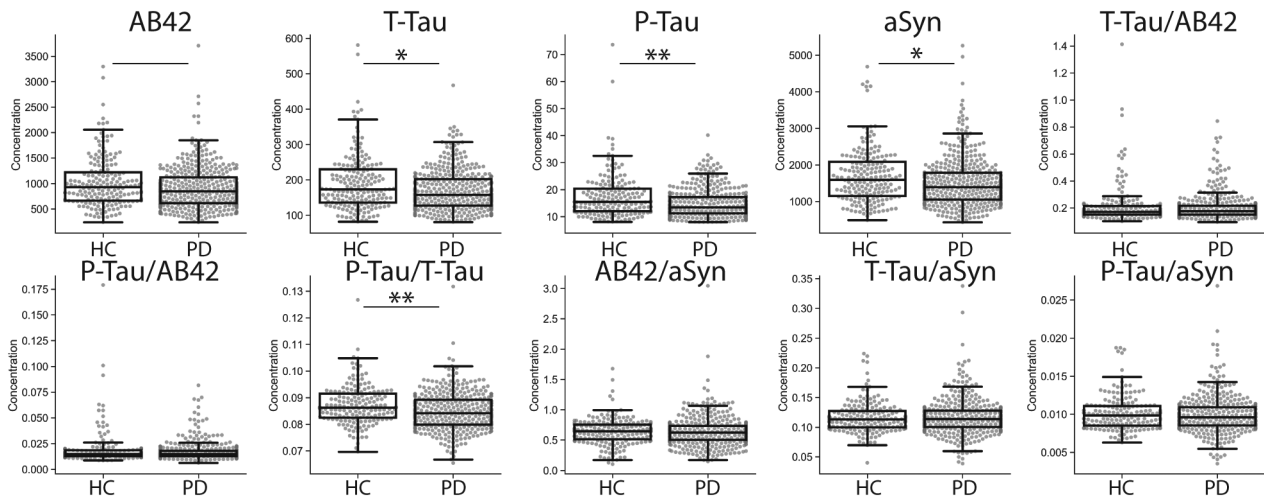 AB42
T-Tau
P-Tau
aSyn
T-Tau/AB42
Concentration
3500
3000
2500
2000
1500
1000
500
HC PD
Concentration
600
500
400
300
200
100
*
HC PD
Concentration
70
60
50
40
30
20
10
**
HC PD
Concentration
5000
4000
3000
2000
1000
*
HC PD
Concentration
1.4
1.2
1.0
0.8
0.6
0.4
0.2
HC PD
P-Tau/AB42
P-Tau/T-Tau
AB42/aSyn
T-Tau/aSyn
P-Tau/aSyn
Concentration
0.175
0.150
0.125
0.100
0.075
0.050
0.025
0.000
HC PD
Concentration
0.13
0.12
0.11
0.10
0.09
0.08
0.07
**
HC PD
Concentration
3.0
2.5
2.0
1.5
1.0
0.5
0.0
HC PD
Concentration
0.35
0.30
0.25
0.20
0.15
0.10
0.05
HC PD
Concentration
0.025
0.020
0.015
0.010
0.005
HC PD